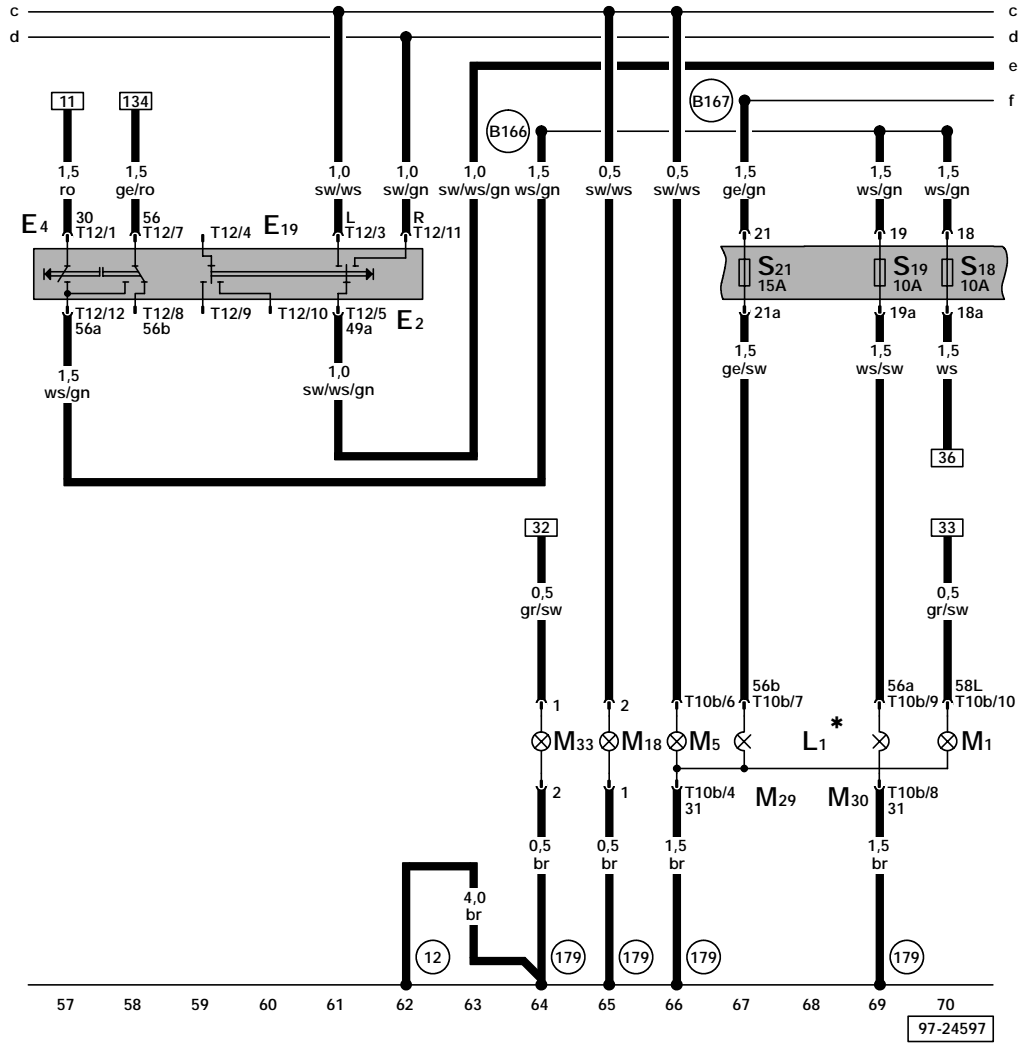 c c
d d
e
f
11 134
B166 B167
1,5 1,5 1,0 1,0 1,0 1,5 0,5 0,5 1,5 1,5 1,5
ro ge/ro sw/ws sw/gn sw/ws/gn ws/gn sw/ws sw/ws ge/gn ws/gn ws/gn
E4 30 56 E19 L R 21 19 18
T12/1 T12/7 T12/4 T12/3 T12/11
S21 S19 S18
15A 10A 10A
T12/12 T12/8 T12/9 T12/10 T12/5 E2 21a 19a 18a
56a 56b 49a
1,5 1,0 1,5 1,5 1,5
ws/gn sw/ws/gn ge/sw ws/sw ws
36
32 33
0,5 0,5
gr/sw gr/sw
56b 56a 58L
1 2 T10b/6 T10b/7 T10b/9 T10b/10
M33 M18 M5 L1 * M1
2 1 T10b/4 M29 M30 T10b/8
31 31
0,5 0,5 1,5 1,5
br br br br
4,0
br
12 179 179 179 179
57 58 59 60 61 62 63 64 65 66 67 68 69 70
97-24597